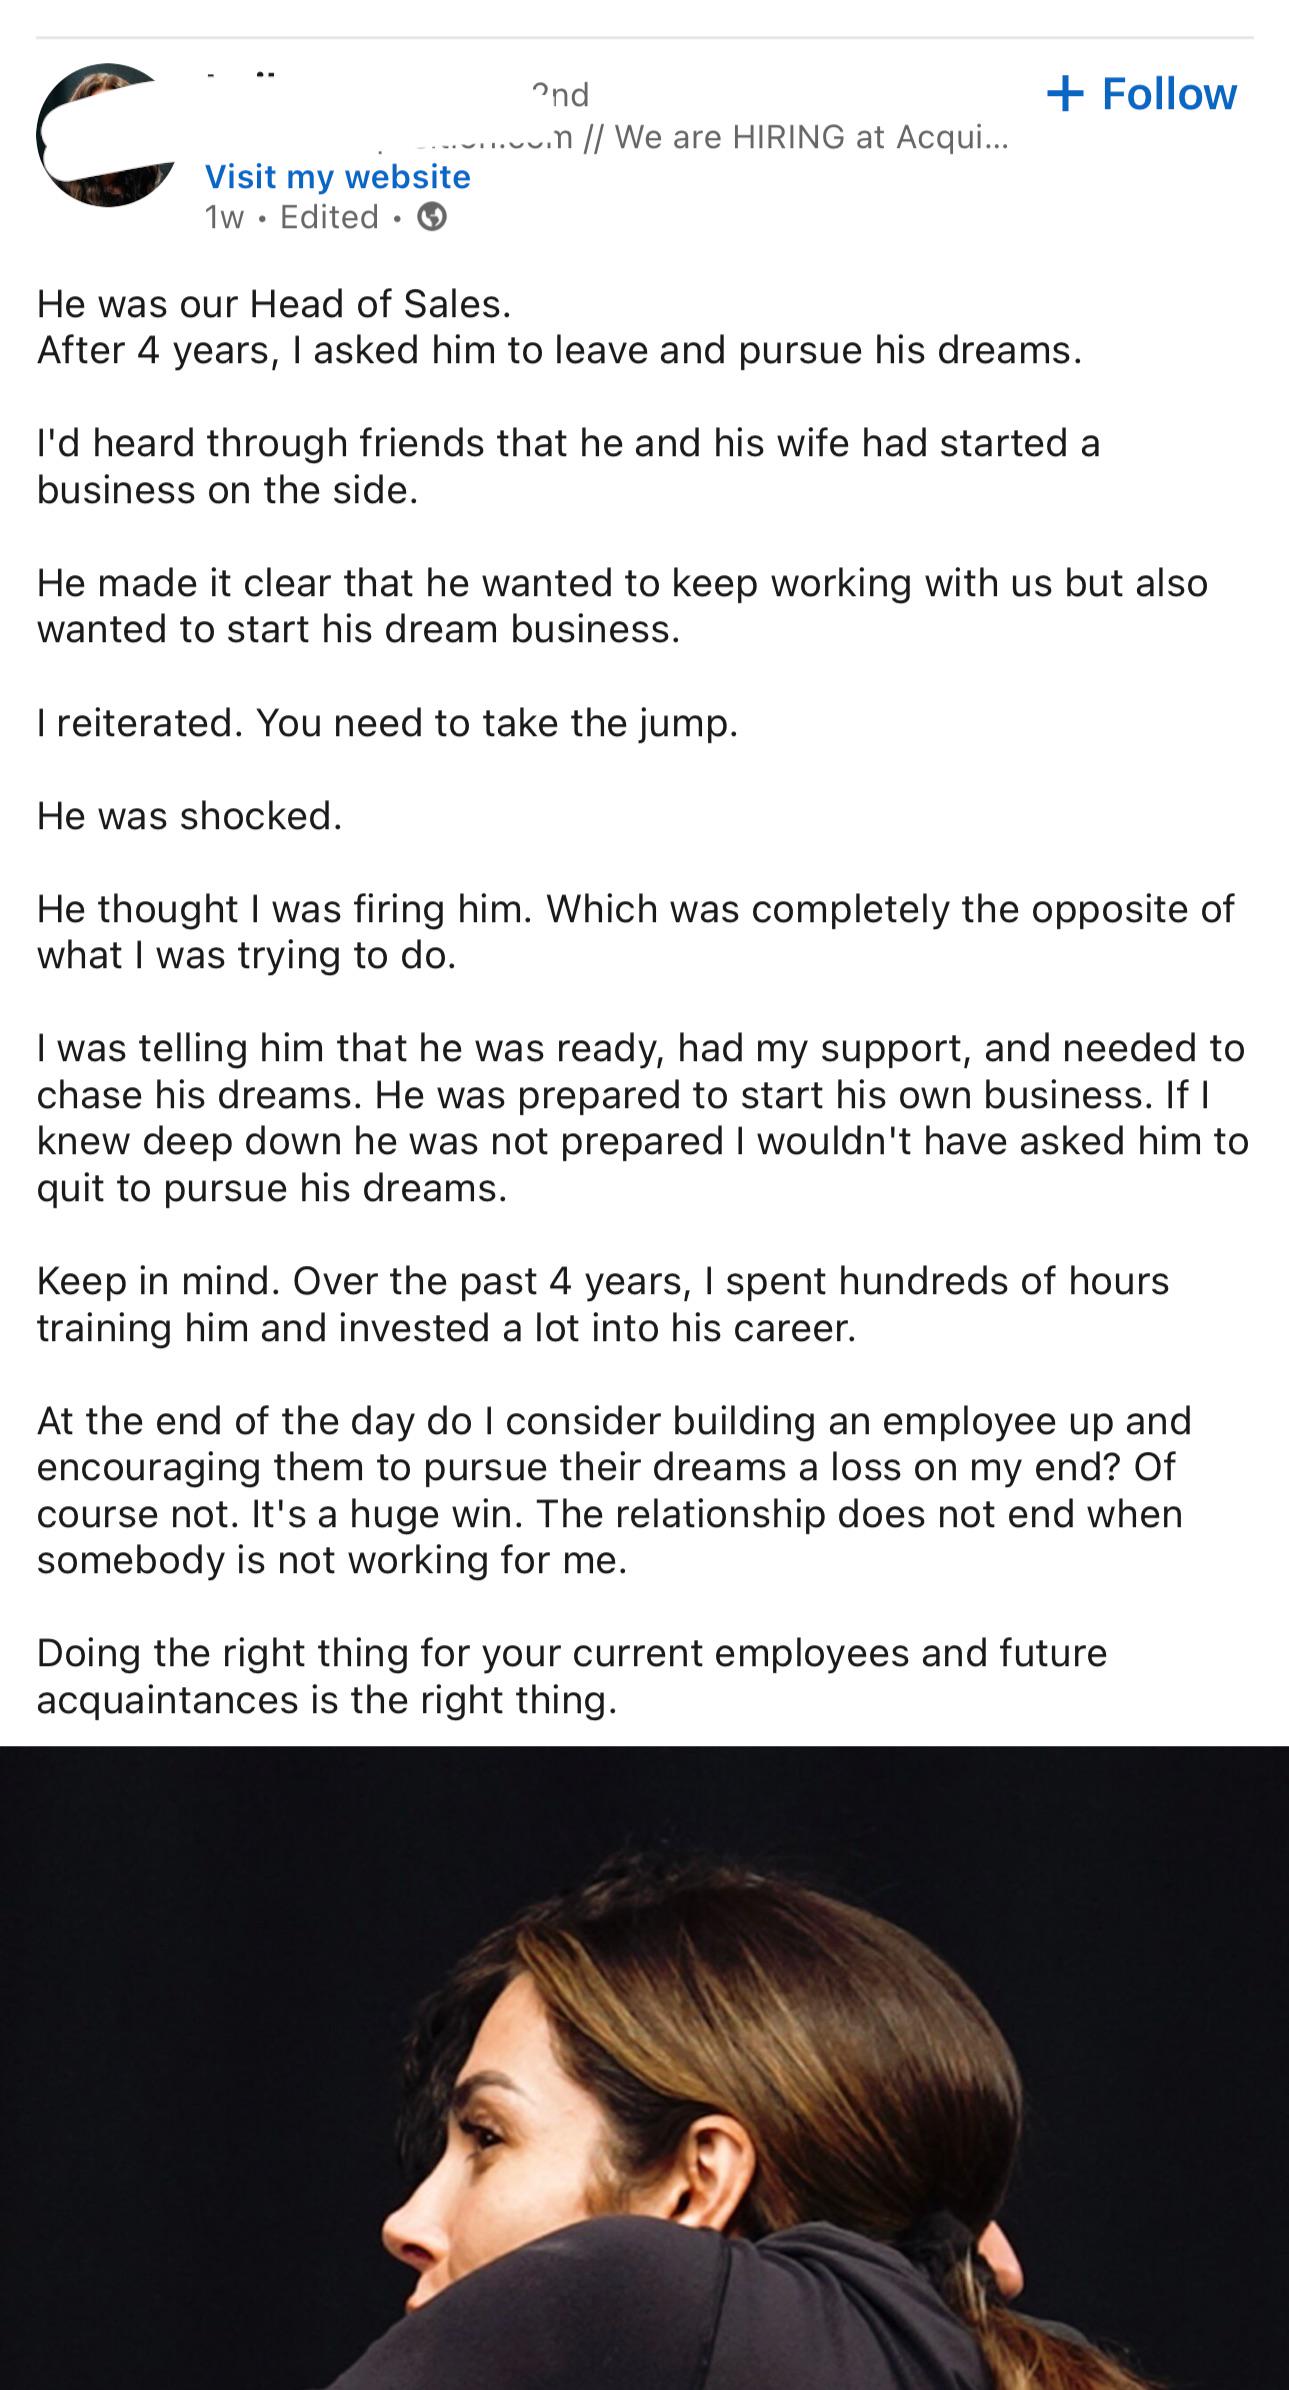 2nd
+ Follow
// We are HIRING at Acqui...
Visit my website
1w • Edited •
He was our Head of Sales.
After 4 years, I asked him to leave and pursue his dreams.
I'd heard through friends that he and his wife had started a
business on the side.
He made it clear that he wanted to keep working with us but also
wanted to start his dream business.
I reiterated. You need to take the jump.
He was shocked.
He thought I was firing him. Which was completely the opposite of
what I was trying to do.
I was telling him that he was ready, had my support, and needed to
chase his dreams. He was prepared to start his own business. If I
knew deep down he was not prepared I wouldn't have asked him to
quit to pursue his dreams.
Keep in mind. Over the past 4 years, I spent hundreds of hours
training him and invested a lot into his career.
At the end of the day do I consider building an employee up and
encouraging them to pursue their dreams a loss on my end? Of
course not. It's a huge win. The relationship does not end when
somebody is not working for me.
Doing the right thing for your current employees and future
acquaintances is the right thing.